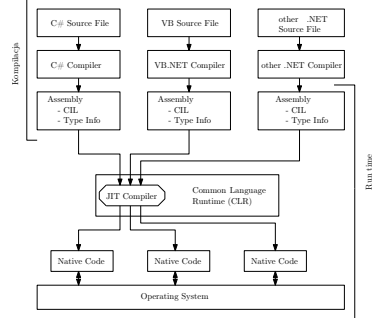 C# Source File
VB Source File
other .NET
Source File
Kompilacja
C# Compiler
VB.NET Compiler
other .NET Compiler
Assembly
- CIL
- Type Info
Assembly
- CIL
- Type Info
Assembly
- CIL
- Type Info
Run time
JIT Compiler
Common Language
Runtime (CLR)
Native Code
Native Code
Native Code
Operating System